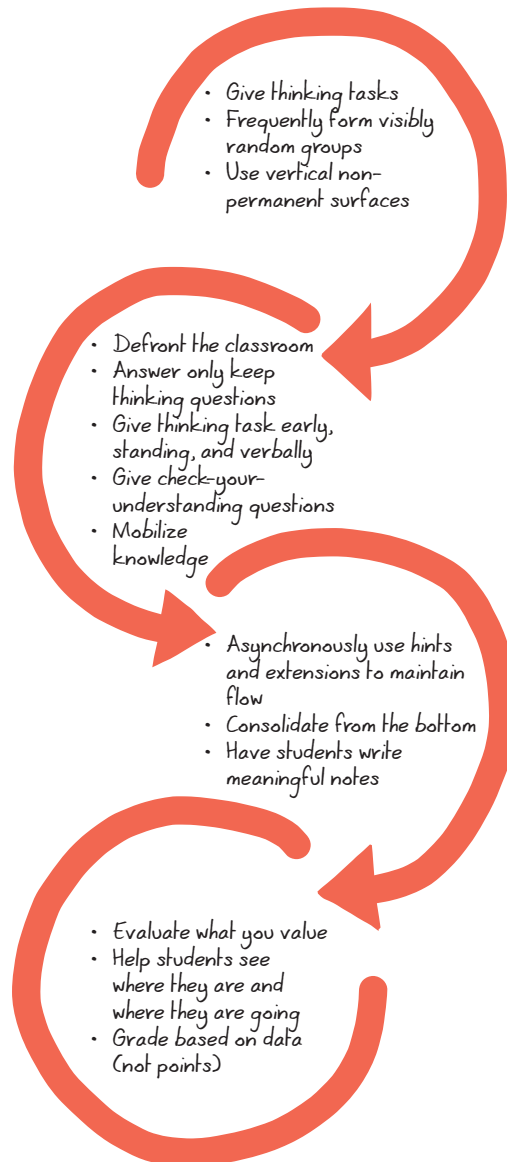 • Give thinking tasks
• Frequently form visibly
random groups
• Use vertical non-
permanent surfaces
• Defront the classroom
• Answer only keep
thinking questions
• Give thinking task early,
standing, and verbally
• Give check-your-
understanding questions
• Mobilize
knowledge
• Asynchronously use hints
and extensions to maintain
flow
• Consolidate from the bottom
• Have students write
meaningful notes
• Evaluate what you value
• Help students see
where they are and
where they are going
• Grade based on data
(not points)